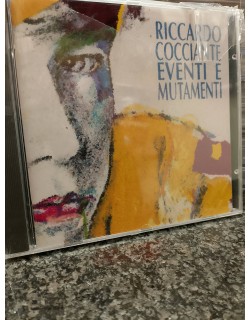 RICCARDO
COCCIANTE
EVENTI E
MUTAMENTI